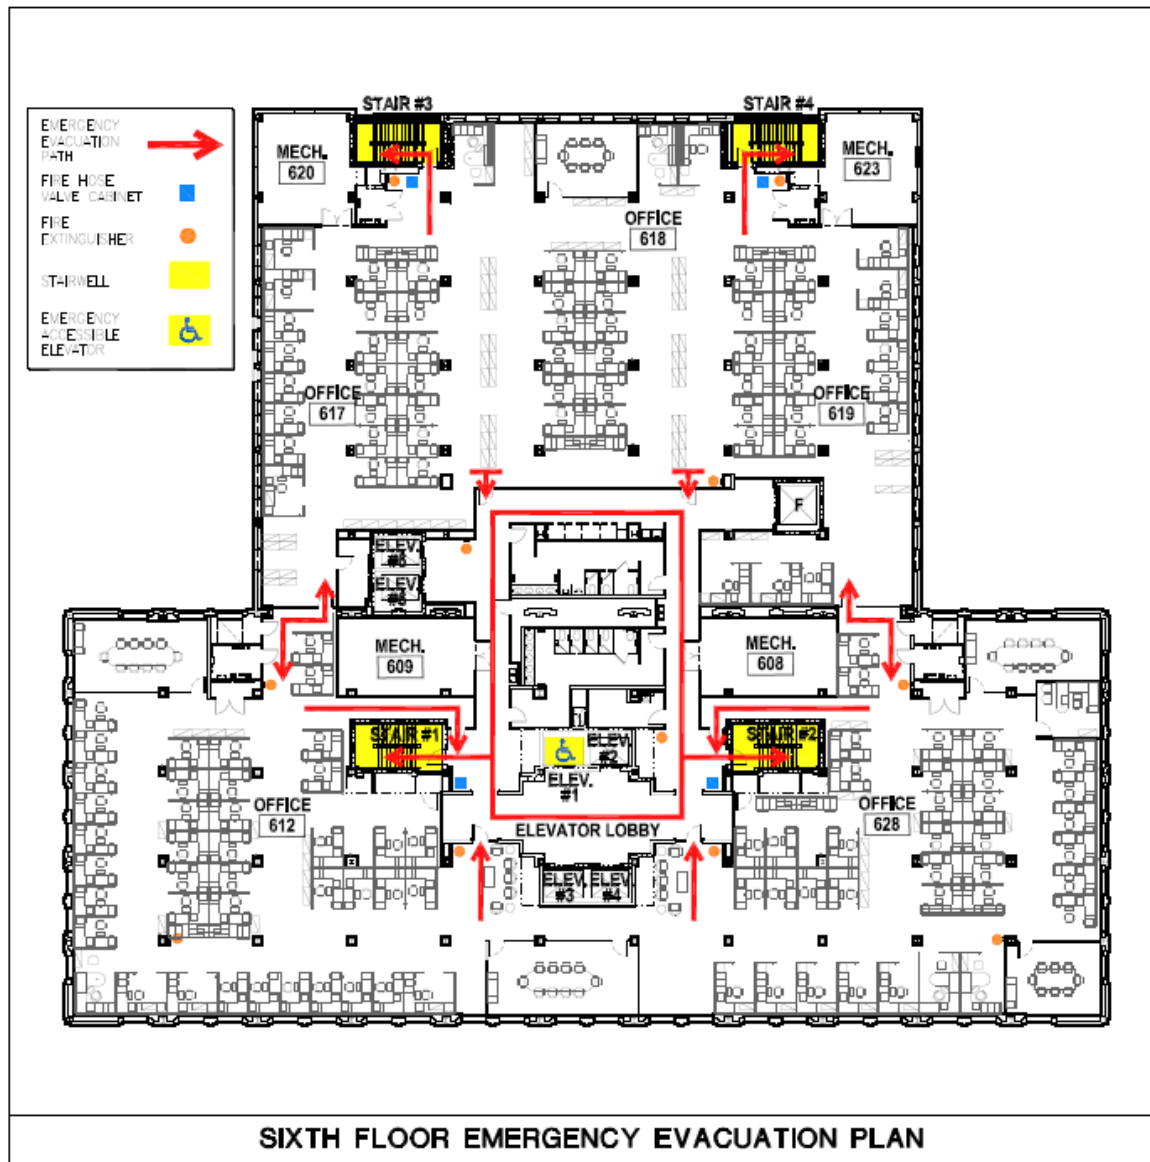 STAIR #3
STAIR #4
EMERGENCY
EVACUATION
PATH
FIRE HOSE
VALVE CABINET
FIRE
EXTINGUISHER
STAIRWELL
EMERGENCY
ACCESSIBLE
ELEVATOR
MECH.
620
MECH.
623
OFFICE
618
OFFICE
617
OFFICE
619
F
ELEV.
#6
ELEV.
MECH.
609
MECH.
608
STAIR #1
STAIR #2
ELEV.
#2
ELEV.
#1
OFFICE
612
OFFICE
628
ELEVATOR LOBBY
ELEV.
#3
ELEV.
#4
SIXTH FLOOR EMERGENCY EVACUATION PLAN